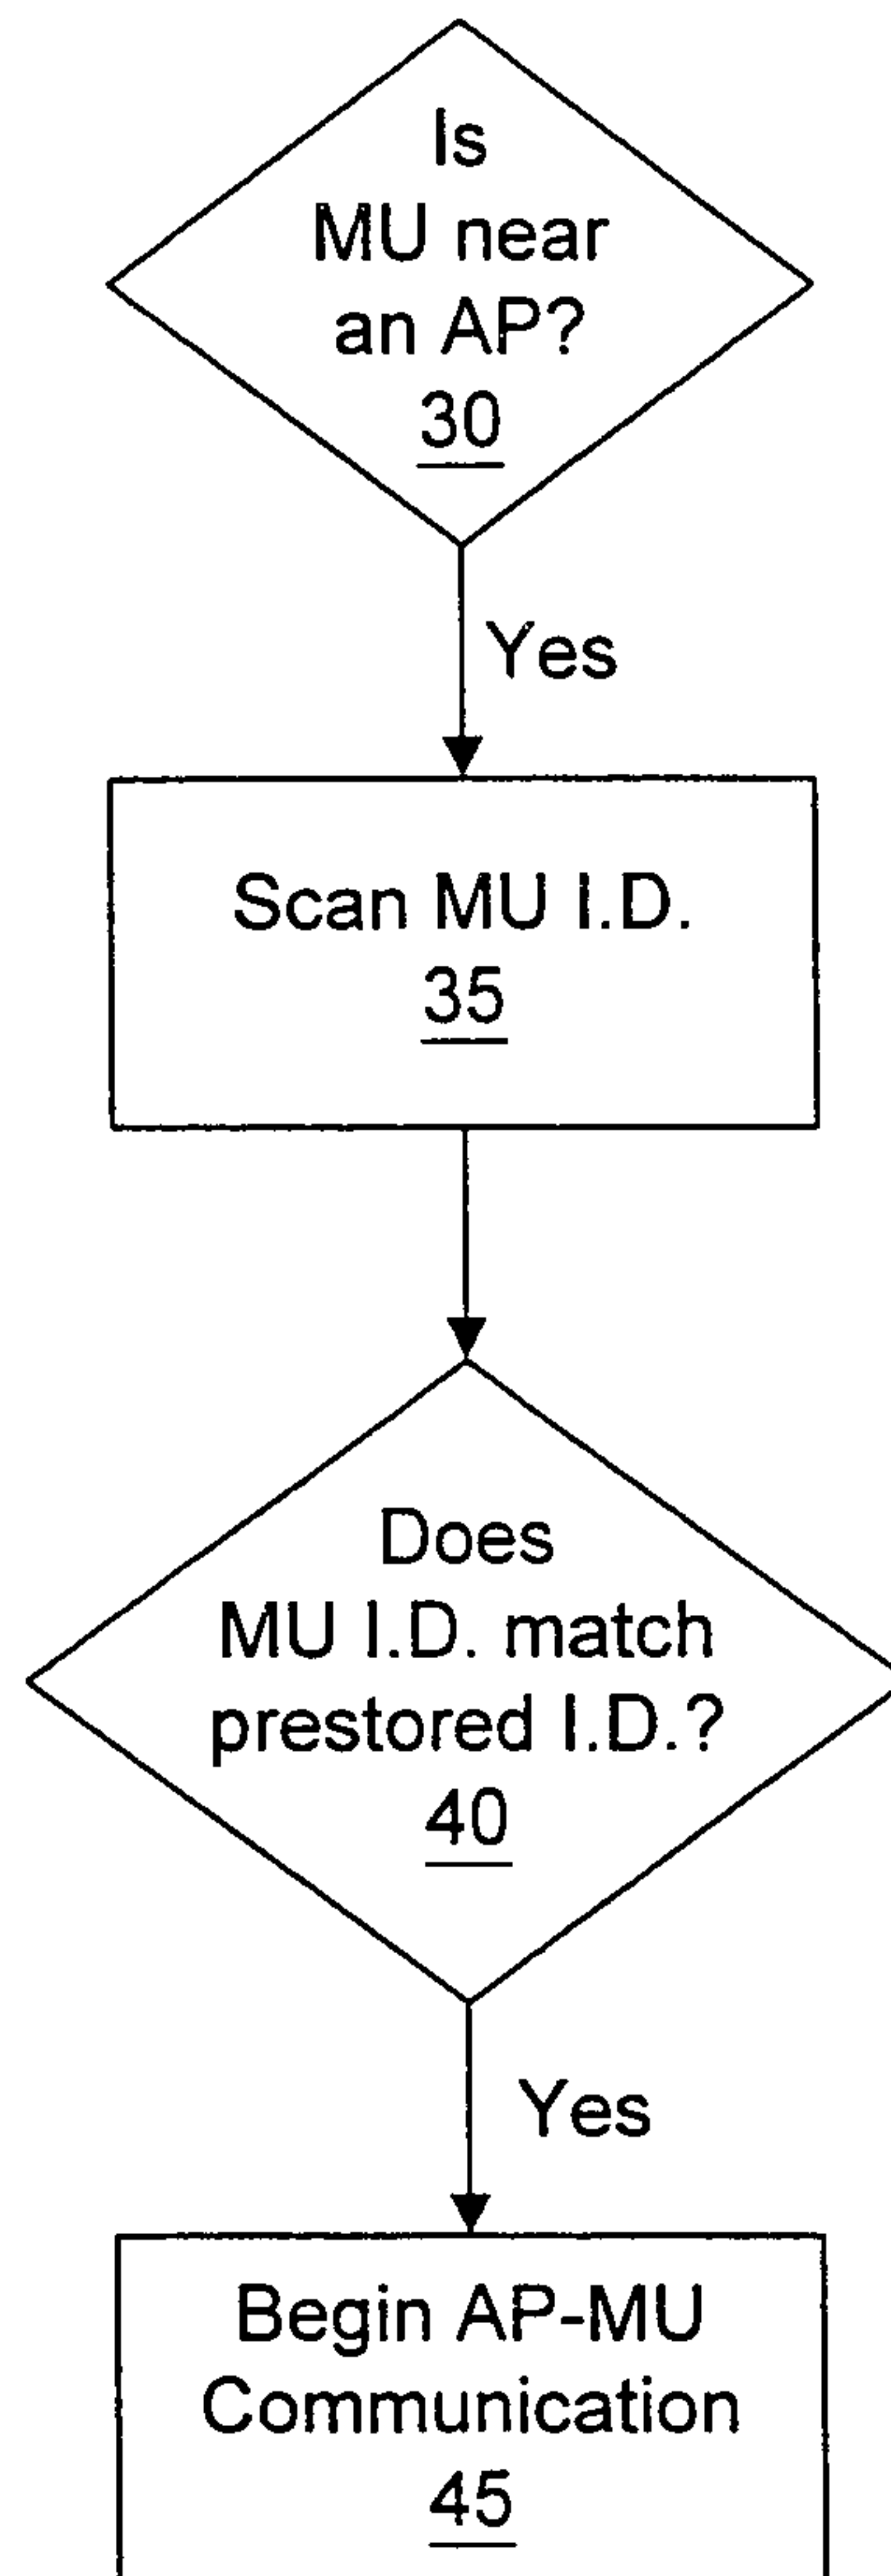 Is
MU near
an AP?
30
Yes
Scan MU I.D.
35
Does
MU I.D. match
prestored I.D.?
40
Yes
Begin AP-MU
Communication
45